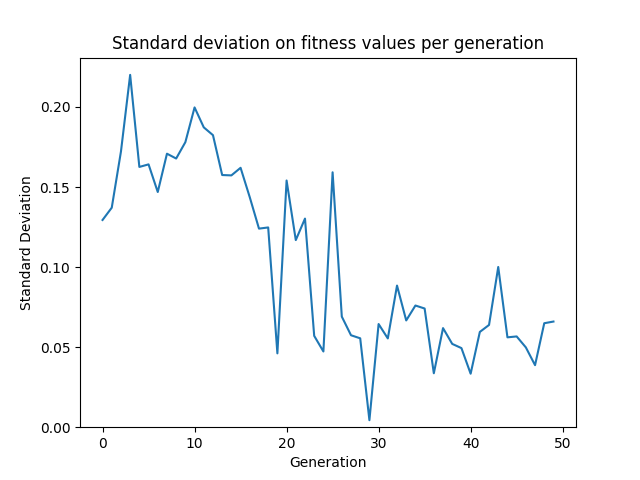 Standard deviation on fitness values per generation
Standard Deviation
0.20
0.15
0.10
0.05
0.00
0 10 20 30 40 50
Generation